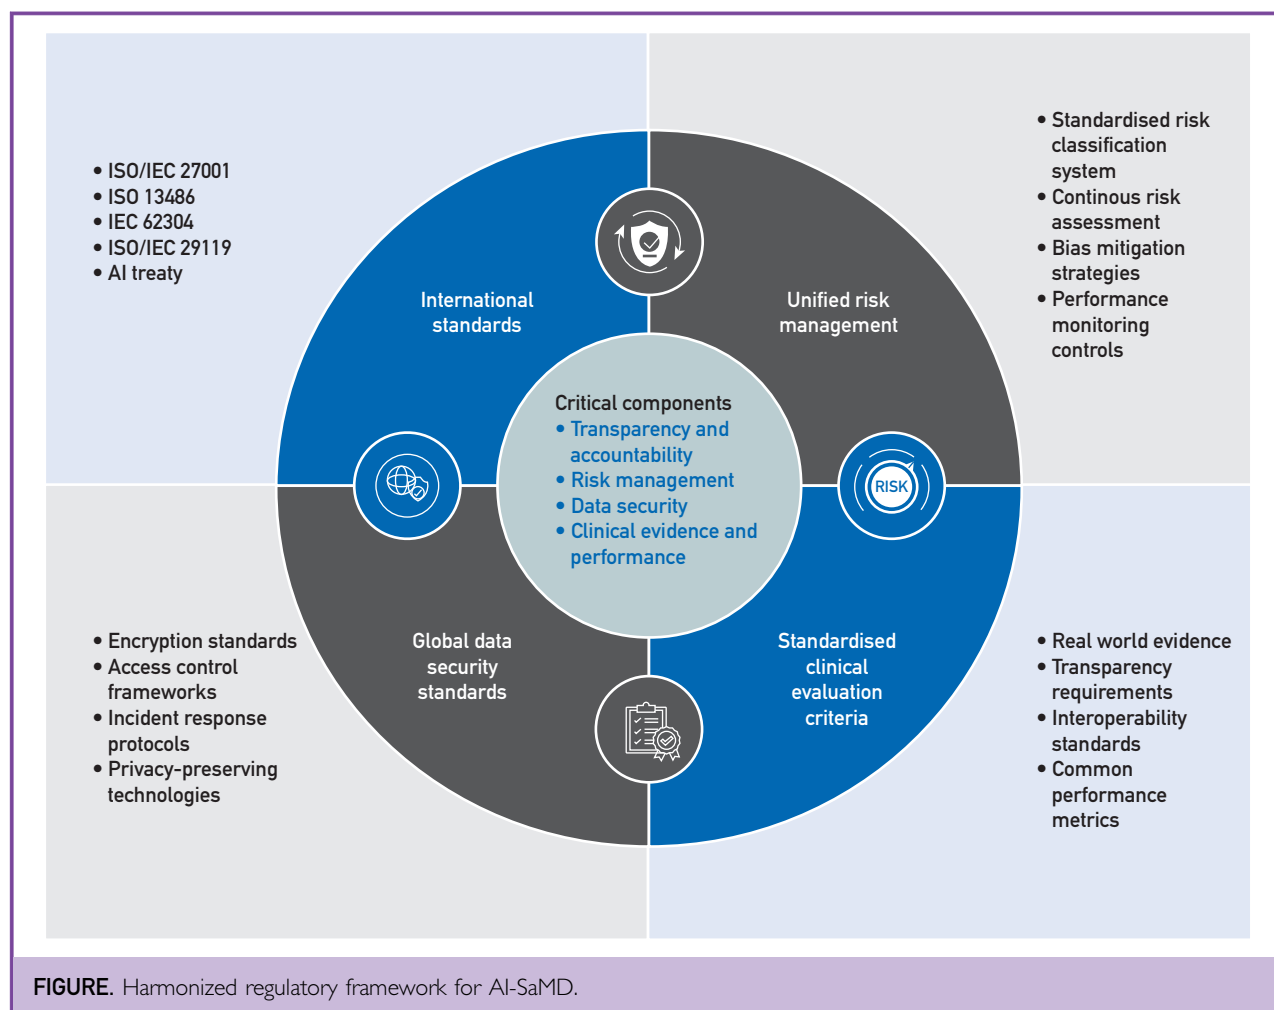 • ISO/IEC 27001
• ISO 13486
• IEC 62304
• ISO/IEC 29119
• AI treaty
International
standards
• Standardised risk
classification
system
• Continous risk
assessment
• Bias mitigation
strategies
• Performance
monitoring
controls
Unified risk
management
Critical components
• Transparency and
accountability
• Risk management
• Data security
• Clinical evidence and
performance
RISK
• Encryption standards
• Access control
frameworks
• Incident response
protocols
• Privacy-preserving
technologies
Global data
security
standards
Standardised
clinical
evaluation
criteria
• Real world evidence
• Transparency
requirements
• Interoperability
standards
• Common
performance
metrics
FIGURE. Harmonized regulatory framework for AI-SaMD.